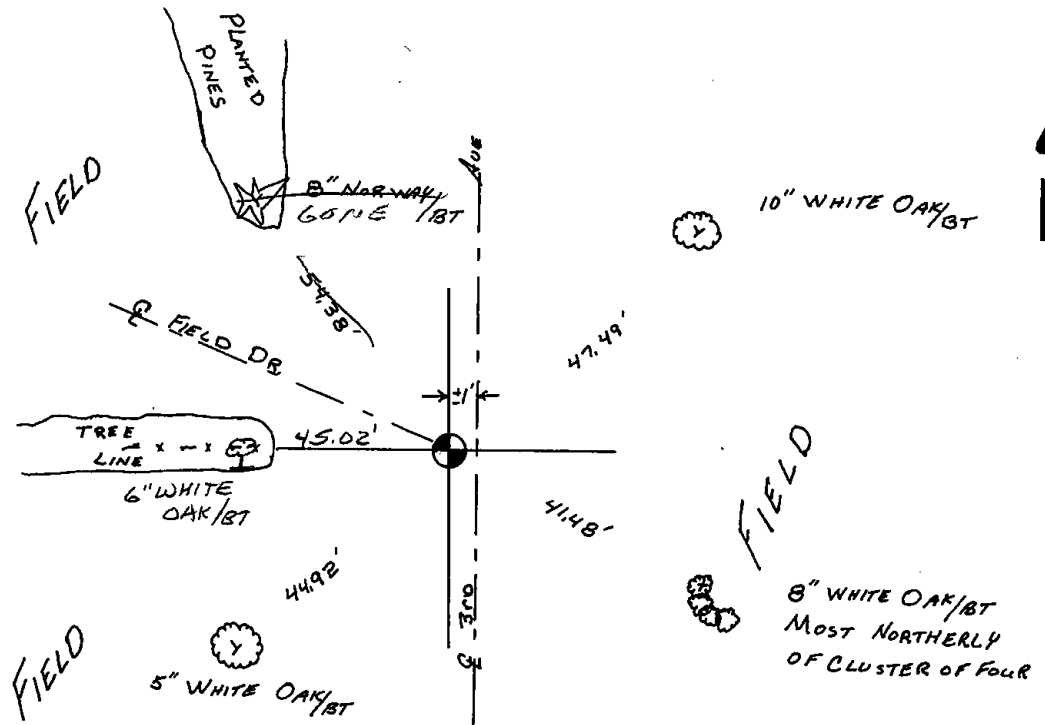 PLANTED
PINES
FIELD
8" NORWAY/BT
GONE
AVE
10" WHITE OAK/BT
54.38'
℄ FIELD DR
47.49'
±1'
TREE
LINE
45.02'
6" WHITE
OAK/BT
41.48'
FIELD
44.92'
3RD
℄
8" WHITE OAK/BT
MOST NORTHERLY
OF CLUSTER OF FOUR
FIELD
Y
Y
5" WHITE OAK/BT